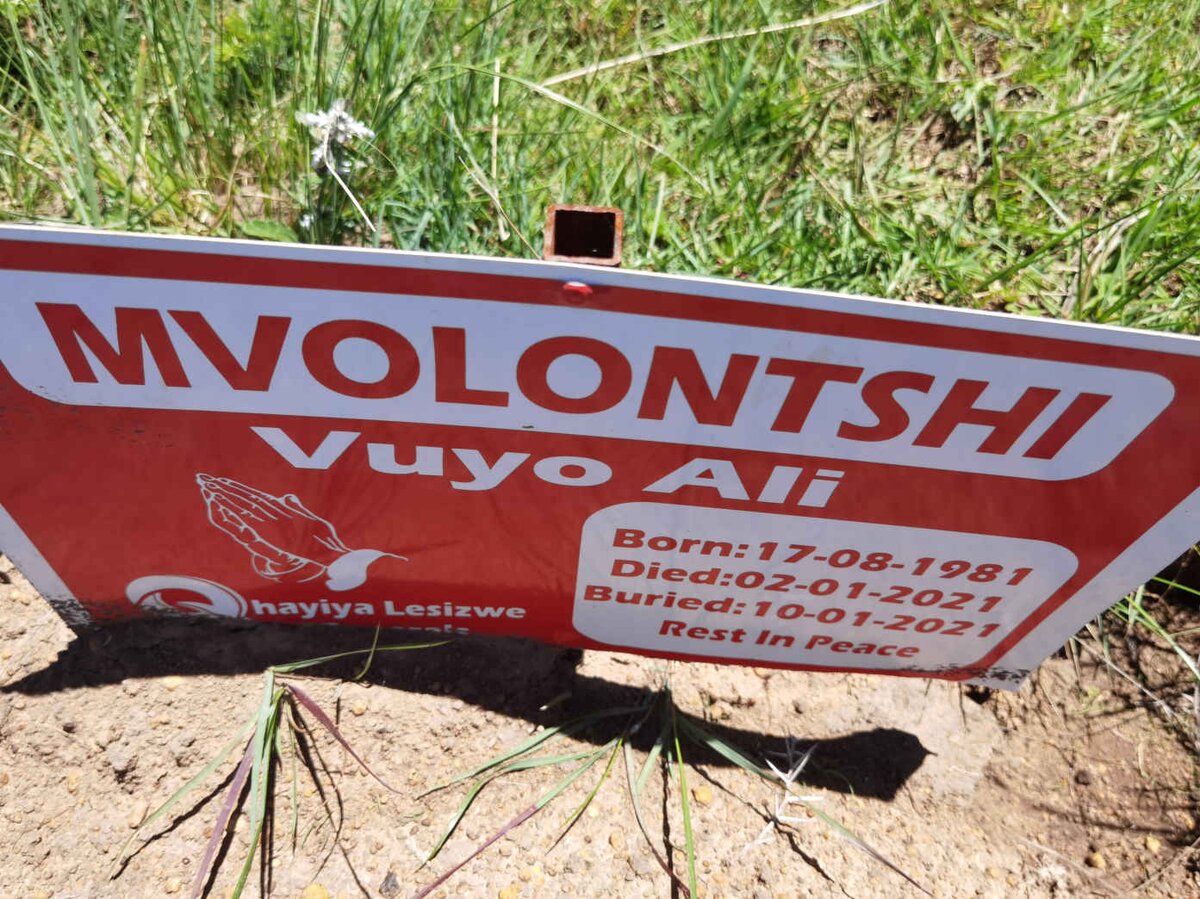 MVOLONTSHI
Vuyo Ali
Born: 17-08-1981
Died: 02-01-2021
Buried: 10-01-2021
Rest In Peace
Qhayiya Lesizwe